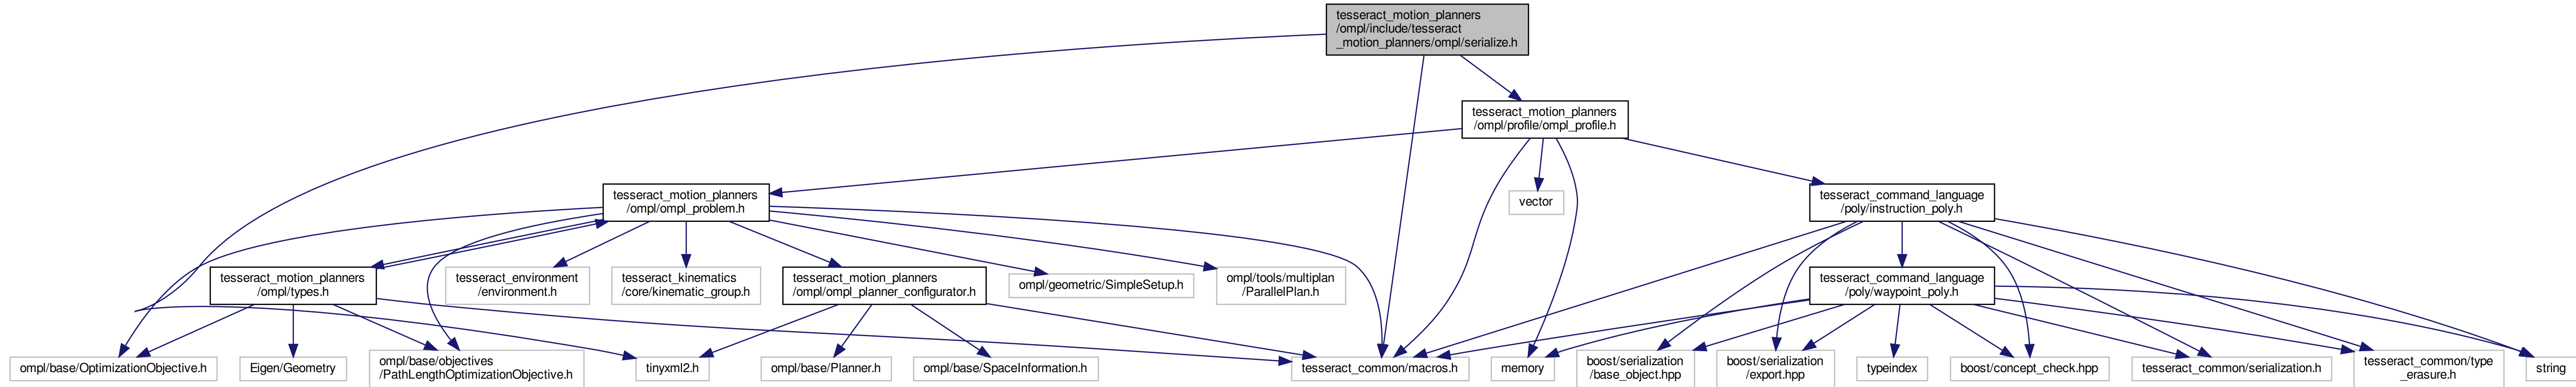 tesseract_motion_planners
/ompl/include/tesseract
_motion_planners/ompl/serialize.h
tesseract_motion_planners
/ompl/profile/ompl_profile.h
tesseract_motion_planners
/ompl/ompl_problem.h
vector
tesseract_command_language
/poly/instruction_poly.h
tesseract_motion_planners
/ompl/types.h
tesseract_environment
/environment.h
tesseract_kinematics
/core/kinematic_group.h
tesseract_motion_planners
/ompl/ompl_planner_configurator.h
ompl/geometric/SimpleSetup.h
ompl/tools/multiplan
/ParallelPlan.h
tesseract_command_language
/poly/waypoint_poly.h
ompl/base/OptimizationObjective.h
Eigen/Geometry
ompl/base/objectives
/PathLengthOptimizationObjective.h
tinyxml2.h
ompl/base/Planner.h
ompl/base/SpaceInformation.h
tesseract_common/macros.h
memory
boost/serialization
/base_object.hpp
boost/serialization
/export.hpp
typeindex
boost/concept_check.hpp
tesseract_common/serialization.h
tesseract_common/type
_erasure.h
string